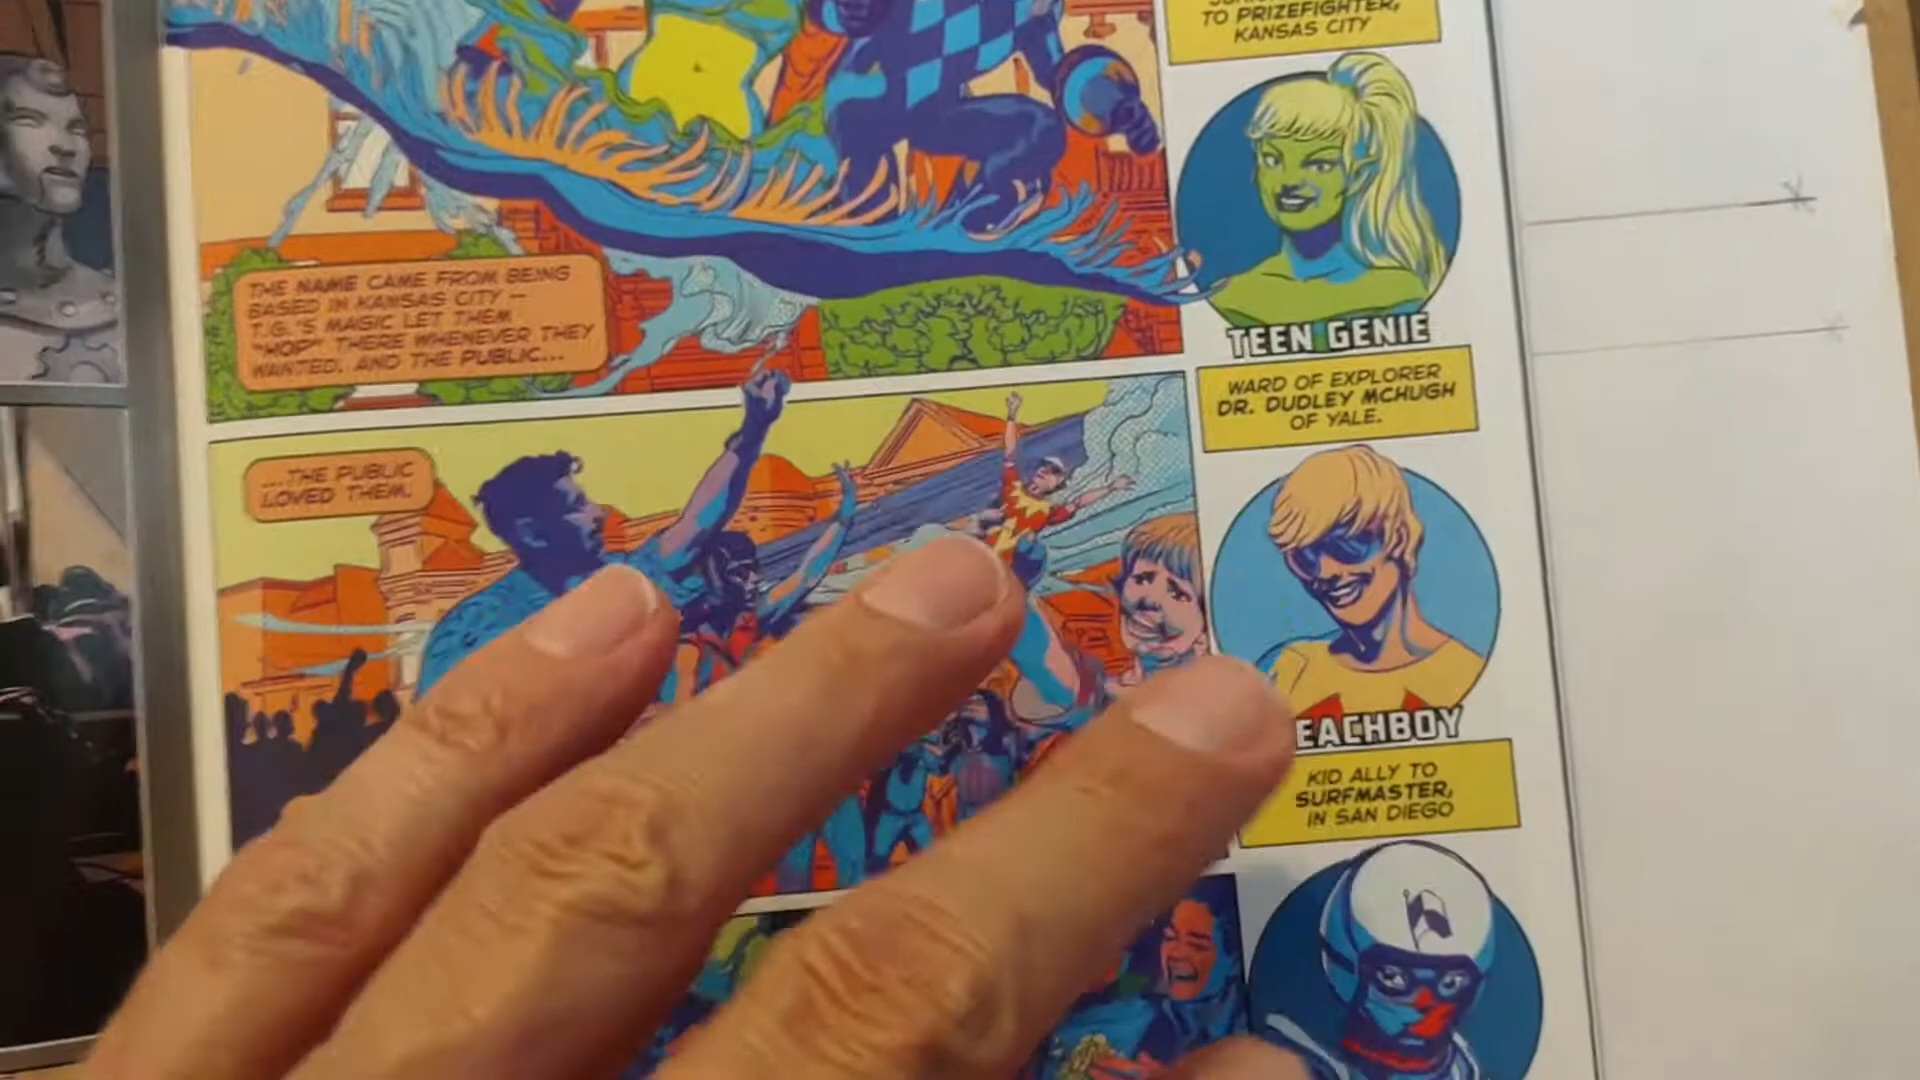 TO PRIZEFIGHTER,
KANSAS CITY
THE NAME CAME FROM BEING
BASED IN KANSAS CITY —
T.G.'S MAGIC LET THEM
"HOP" THERE WHENEVER THEY
WANTED. AND THE PUBLIC...
TEEN GENIE
WARD OF EXPLORER
DR. DUDLEY MCHUGH
OF YALE.
...THE PUBLIC
LOVED THEM.
EACHBOY
KID ALLY TO
SURFMASTER,
IN SAN DIEGO